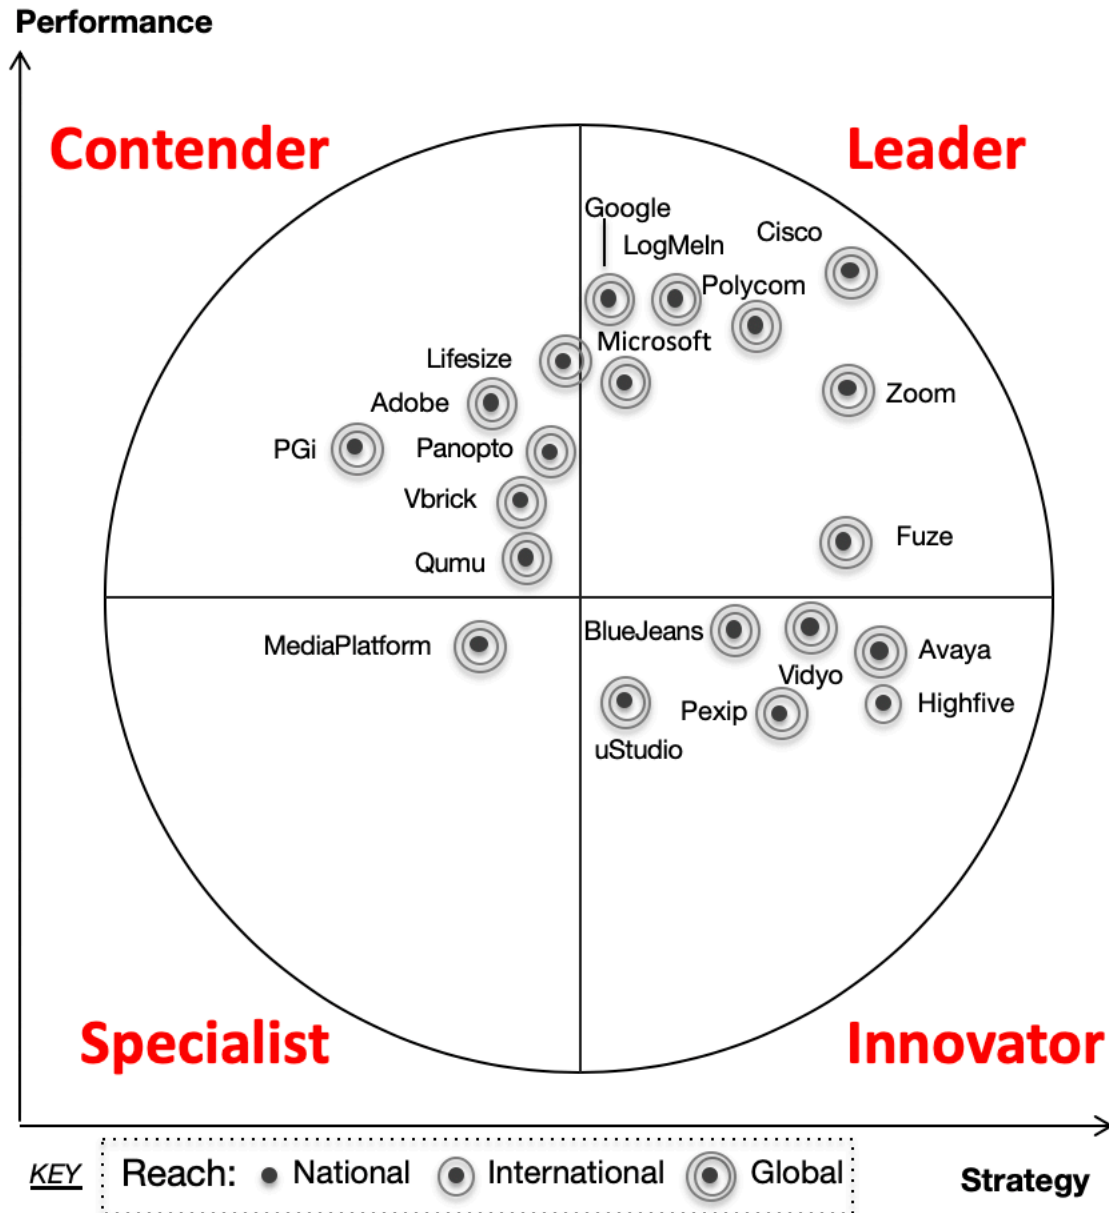 Performance
Contender
Leader
Google
Cisco
LogMeIn
Polycom
Microsoft
Lifesize
Zoom
Adobe
PGi
Panopto
Vbrick
Fuze
Qumu
BlueJeans
MediaPlatform
Avaya
Vidyo
Highfive
Pexip
uStudio
Specialist
Innovator
KEY Reach: National International Global
Strategy